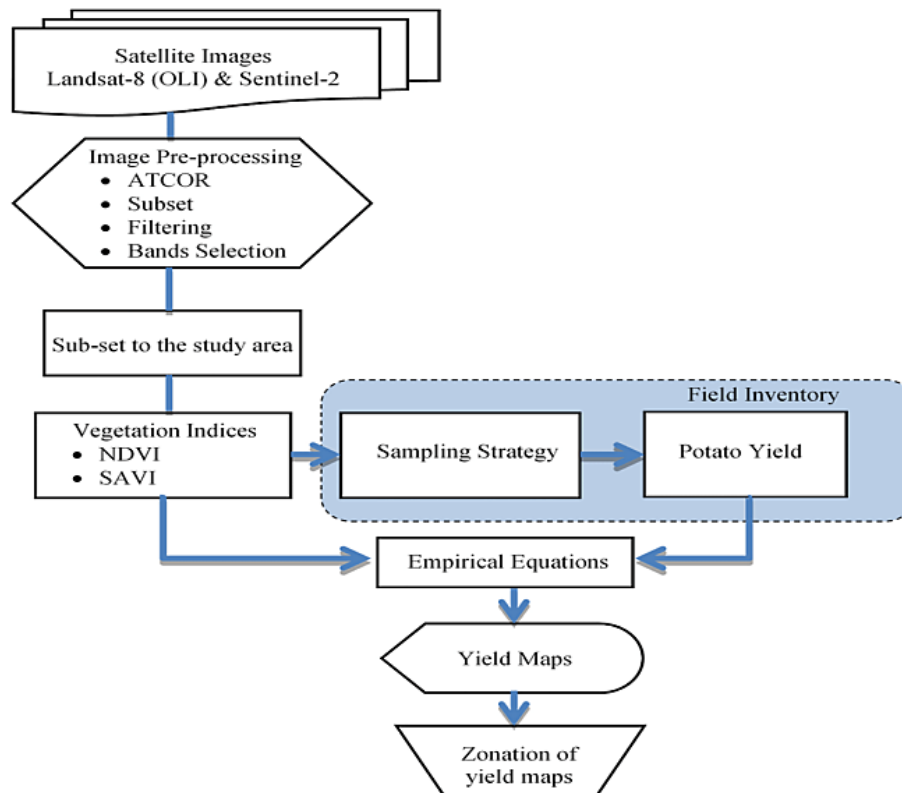 Satellite Images
Landsat-8 (OLI) & Sentinel-2
Image Pre-processing
• ATCOR
• Subset
• Filtering
• Bands Selection
Sub-set to the study area
Vegetation Indices
• NDVI
• SAVI
Field Inventory
Sampling Strategy
Potato Yield
Empirical Equations
Yield Maps
Zonation of
yield maps